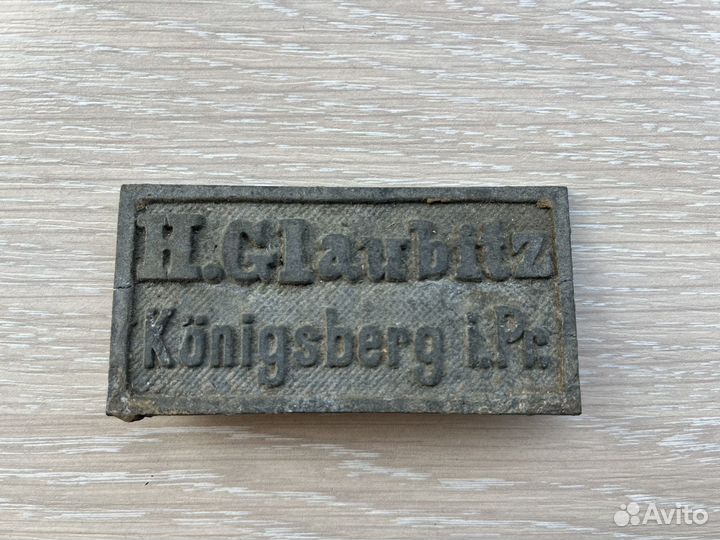 H. Glaubitz
Königsberg i. Pr.
Avito